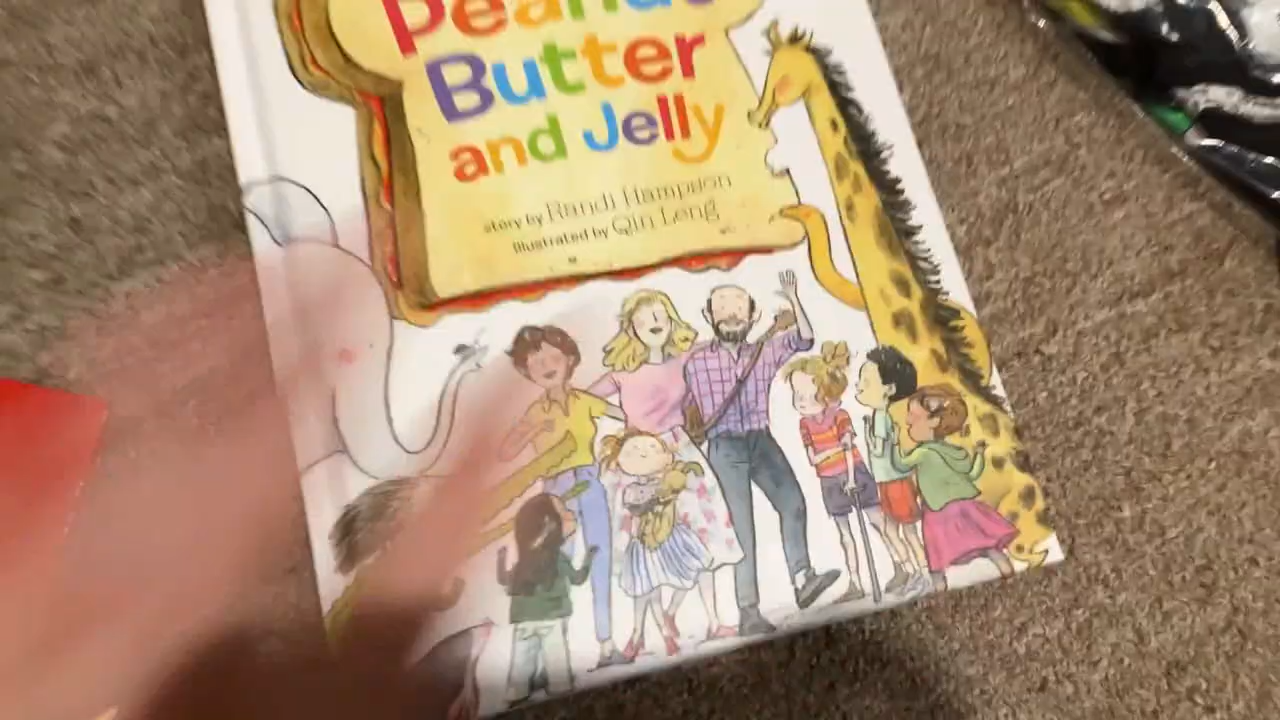 Peanut
Butter
and Jelly
story by Randi Hampson
illustrated by Qin Leng